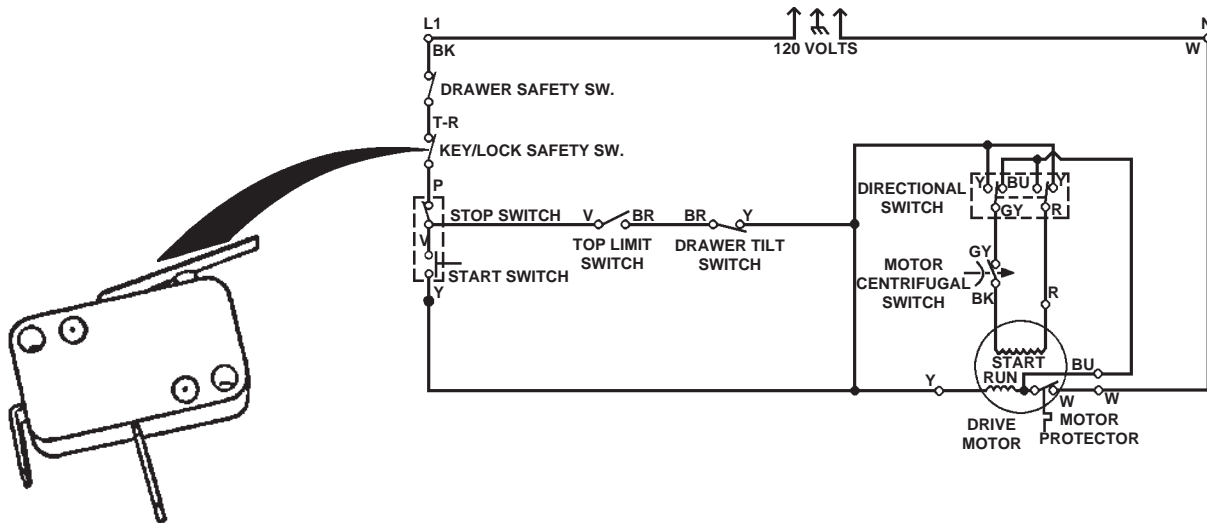 L1
N
BK
120 VOLTS
W
DRAWER SAFETY SW.
T-R
KEY/LOCK SAFETY SW.
P
STOP SWITCH
V
BR
BR
Y
TOP LIMIT
SWITCH
DRAWER TILT
SWITCH
V
START SWITCH
Y
DIRECTIONAL
SWITCH
Y
BU
Y
GY
R
GY
MOTOR
CENTRIFUGAL
SWITCH
BK
R
START
BU
Y
RUN
W
W
DRIVE
MOTOR
MOTOR
PROTECTOR